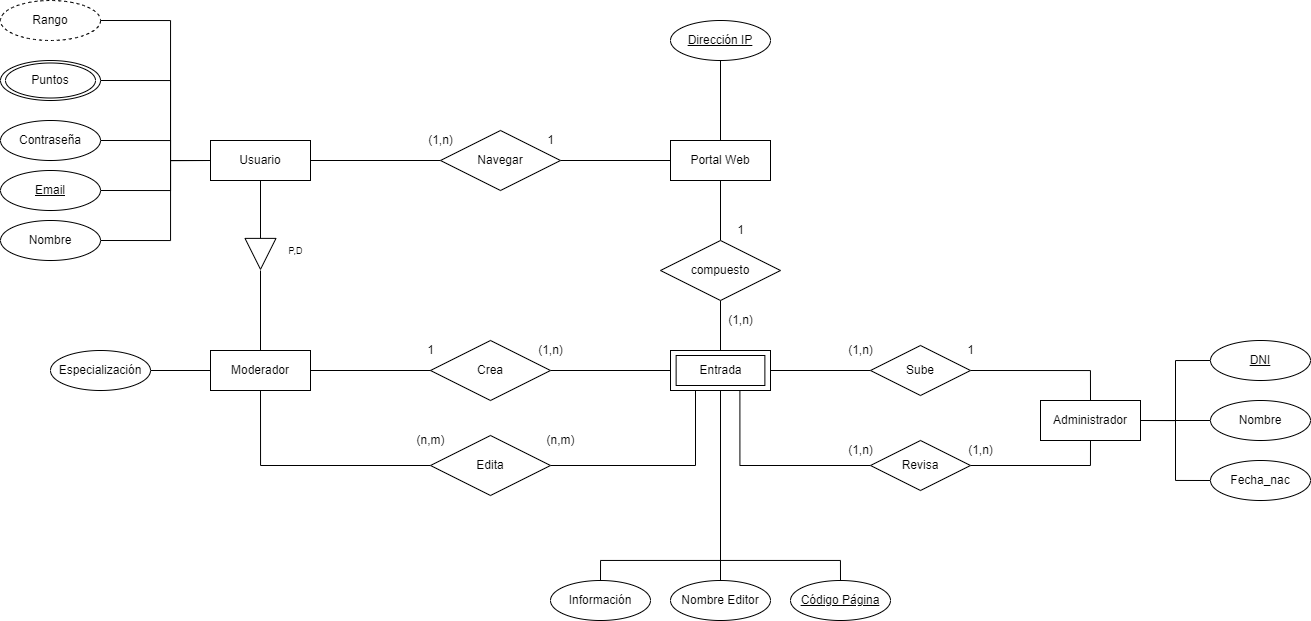 Rango
Dirección IP
Puntos
Contraseña
(1,n)
1
Usuario
Navegar
Portal Web
Email
Nombre
P,D
1
compuesto
(1,n)
1
(1,n)
(1,n)
1
DNI
Especialización
Moderador
Crea
Entrada
Sube
Administrador
Nombre
(n,m)
(n,m)
(1,n)
(1,n)
Edita
Revisa
Fecha_nac
Información
Nombre Editor
Código Página